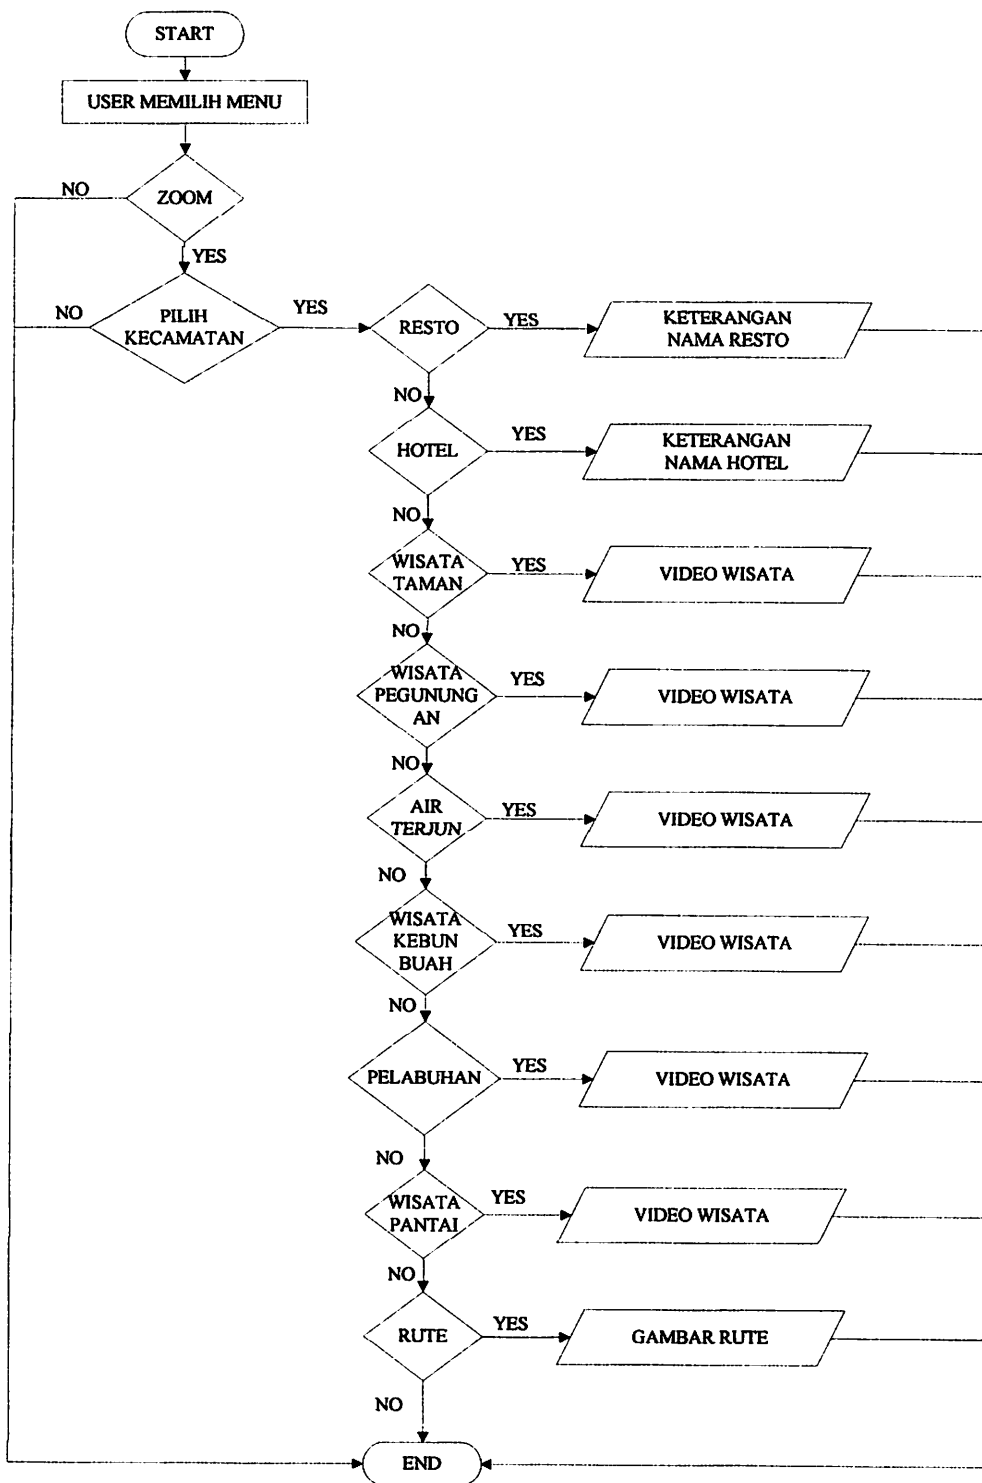 START
USER MEMILIH MENU
ZOOM
NO
YES
PILIH
KECAMATAN
NO
YES
RESTO
YES
KETERANGAN
NAMA RESTO
NO
HOTEL
YES
KETERANGAN
NAMA HOTEL
NO
WISATA
TAMAN
YES
VIDEO WISATA
NO
WISATA
PEGUNUNG
AN
YES
VIDEO WISATA
NO
AIR
TERJUN
YES
VIDEO WISATA
NO
WISATA
KEBUN
BUAH
YES
VIDEO WISATA
NO
PELABUHAN
YES
VIDEO WISATA
NO
WISATA
PANTAI
YES
VIDEO WISATA
NO
RUTE
YES
GAMBAR RUTE
NO
END